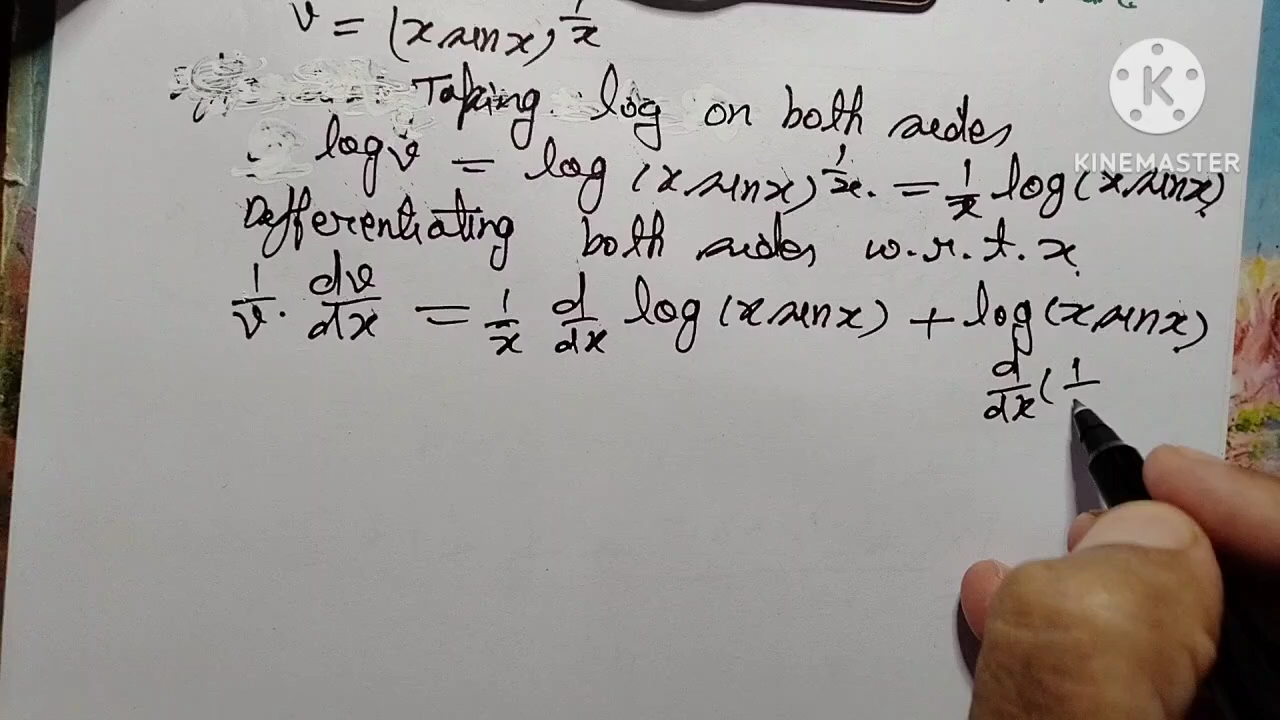 v = (x sin x)^1/x
Taking log on both sides
log v = log (x sin x)^1/x. = 1/x log (x sin x)
Differentiating both sides w.r.t. x
1/v . dv/dx = 1/x d/dx log (x sin x) + log (x sin x)
d/dx ( 1
K
KINEMASTER